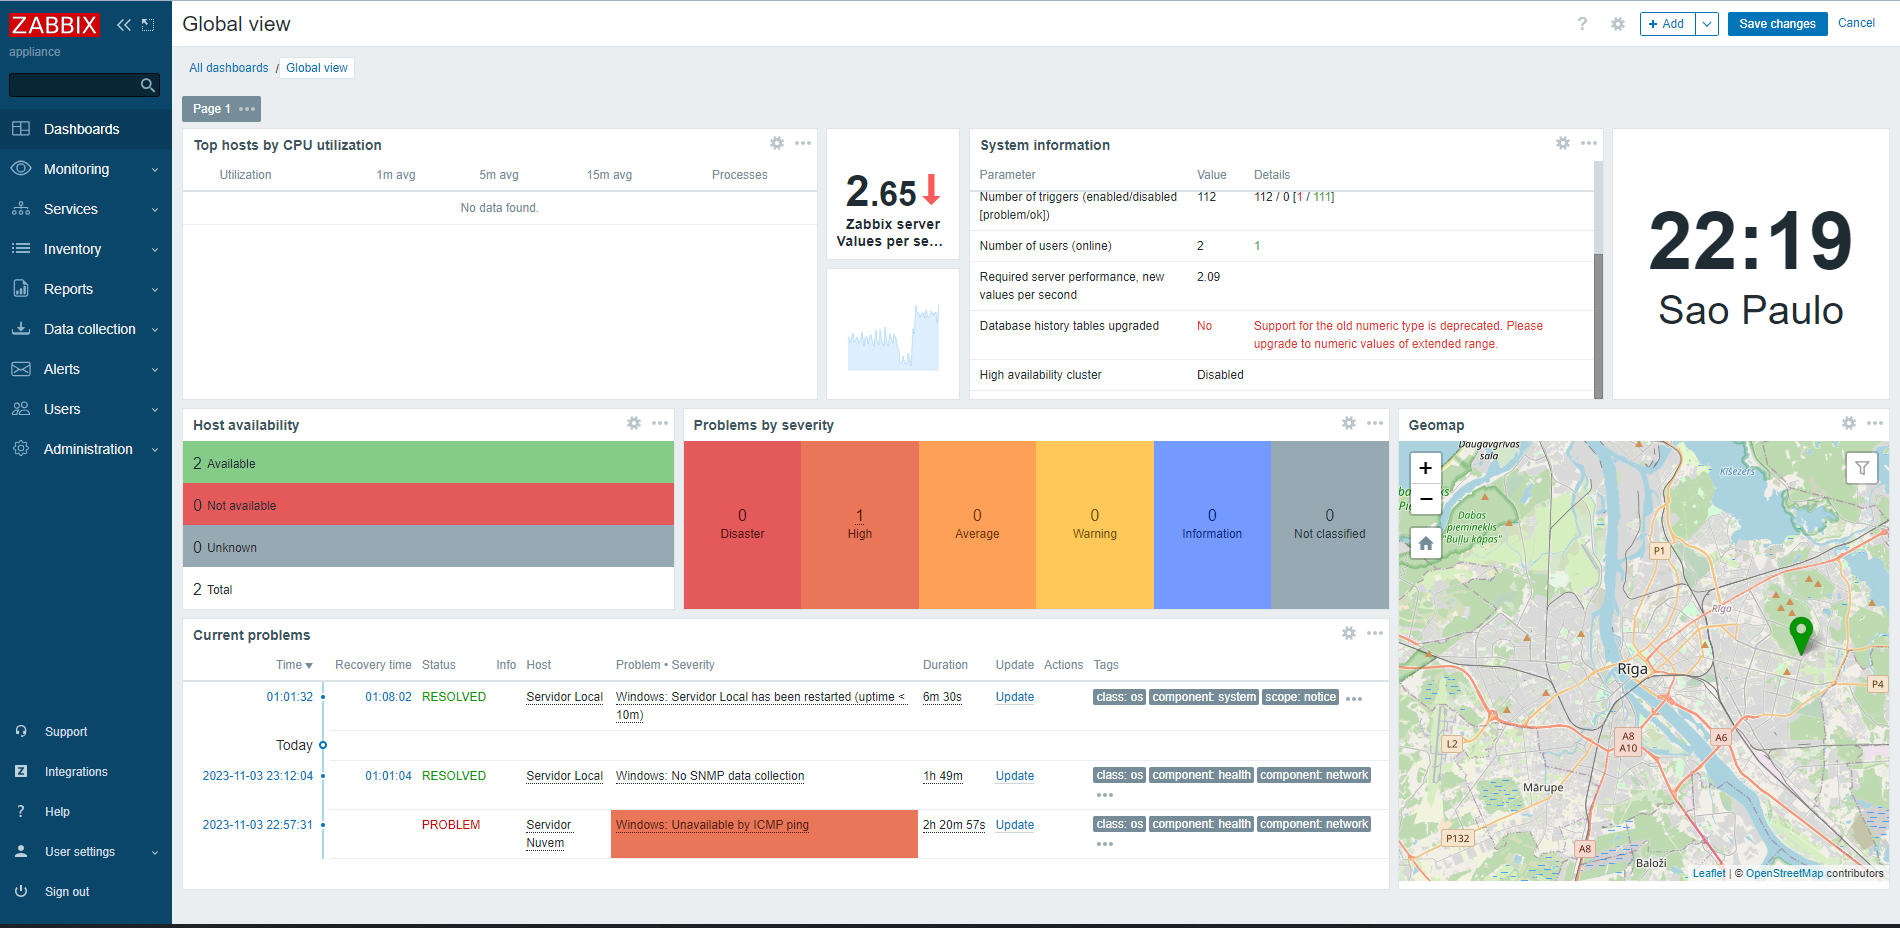 ZABBIX
appliance
Dashboards
Monitoring
Services
Inventory
Reports
Data collection
Alerts
Users
Administration
Support
Integrations
Help
User settings
Sign out
Global view
? + Add Save changes Cancel
All dashboards / Global view
Page 1
Top hosts by CPU utilization
Utilization 1m avg 5m avg 15m avg Processes
No data found.
2.65
Zabbix server
Values per se...
System information
Parameter Value Details
Number of triggers (enabled/disabled 112 112 / 0 [1 / 111]
[problem/ok])
Number of users (online) 2 1
Required server performance, new 2.09
values per second
Database history tables upgraded No Support for the old numeric type is deprecated. Please
upgrade to numeric values of extended range.
High availability cluster Disabled
22:19
Sao Paulo
Host availability
2 Available
0 Not available
0 Unknown
2 Total
Problems by severity
0 1 0 0 0 0
Disaster High Average Warning Information Not classified
Current problems
Time Recovery time Status Info Host Problem • Severity Duration Update Actions Tags
01:01:32 01:08:02 RESOLVED Servidor Local Windows: Servidor Local has been restarted (uptime < 6m 30s Update class: os component: system scope: notice
10m)
Today
2023-11-03 23:12:04 01:01:04 RESOLVED Servidor Local Windows: No SNMP data collection 1h 49m Update class: os component: health component: network
2023-11-03 22:57:31 PROBLEM Servidor Windows: Unavailable by ICMP ping 2h 20m 57s Update class: os component: health component: network
Nuvem
Geomap
Daugavgrīvas
sala
Ķīšezers
+
−
Dabas
piemineklis
"Buļļu kāpas"
P1
Rīga
Rīga
P4
A8
A10
A6
L2
Mārupe
P132
A8
Baloži
Leaflet | © OpenStreetMap contributors